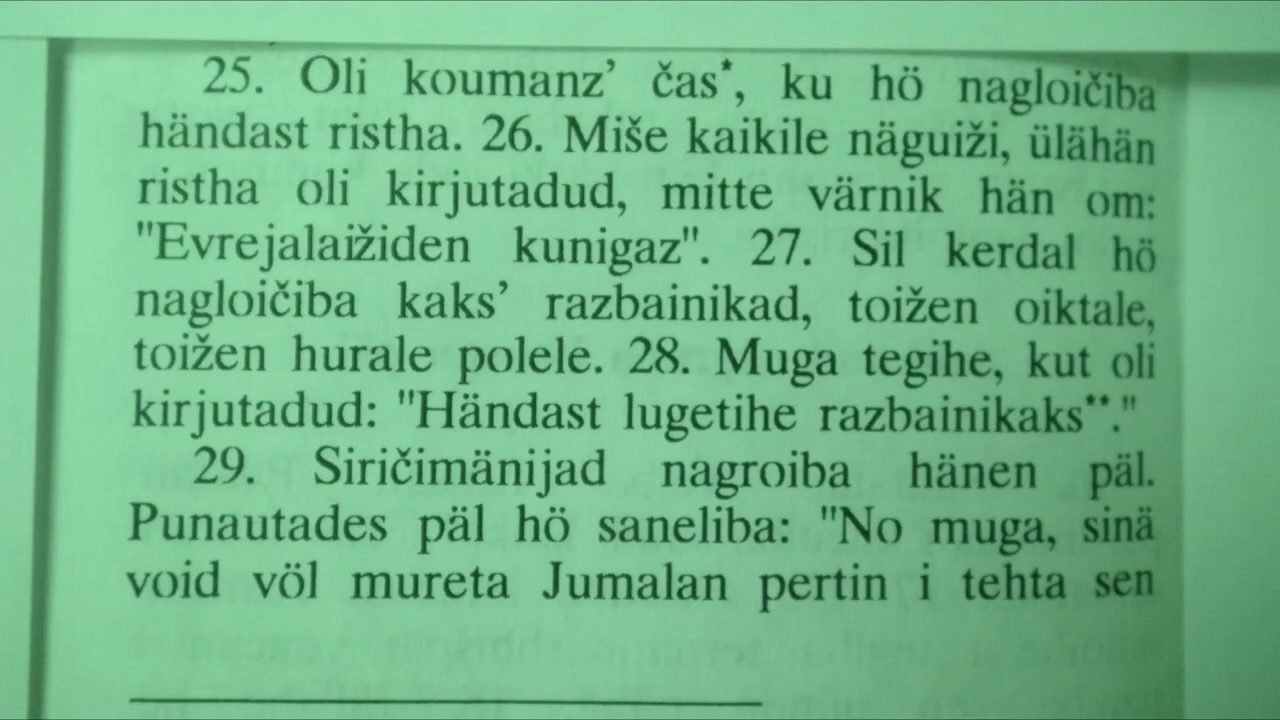 25. Oli koumanz’ čas*, ku hö nagloičiba
händast ristha. 26. Miše kaikile näguiži, ülähän
ristha oli kirjutadud, mitte värnik hän om:
"Evrejalaižiden kunigaz". 27. Sil kerdal hö
nagloičiba kaks’ razbainikad, toižen oiktale,
toižen hurale polele. 28. Muga tegihe, kut oli
kirjutadud: "Händast lugetihe razbainikaks**."
29. Siričimänijad nagroiba hänen päl.
Punautades päl hö saneliba: "No muga, sinä
void völ mureta Jumalan pertin i tehta sen